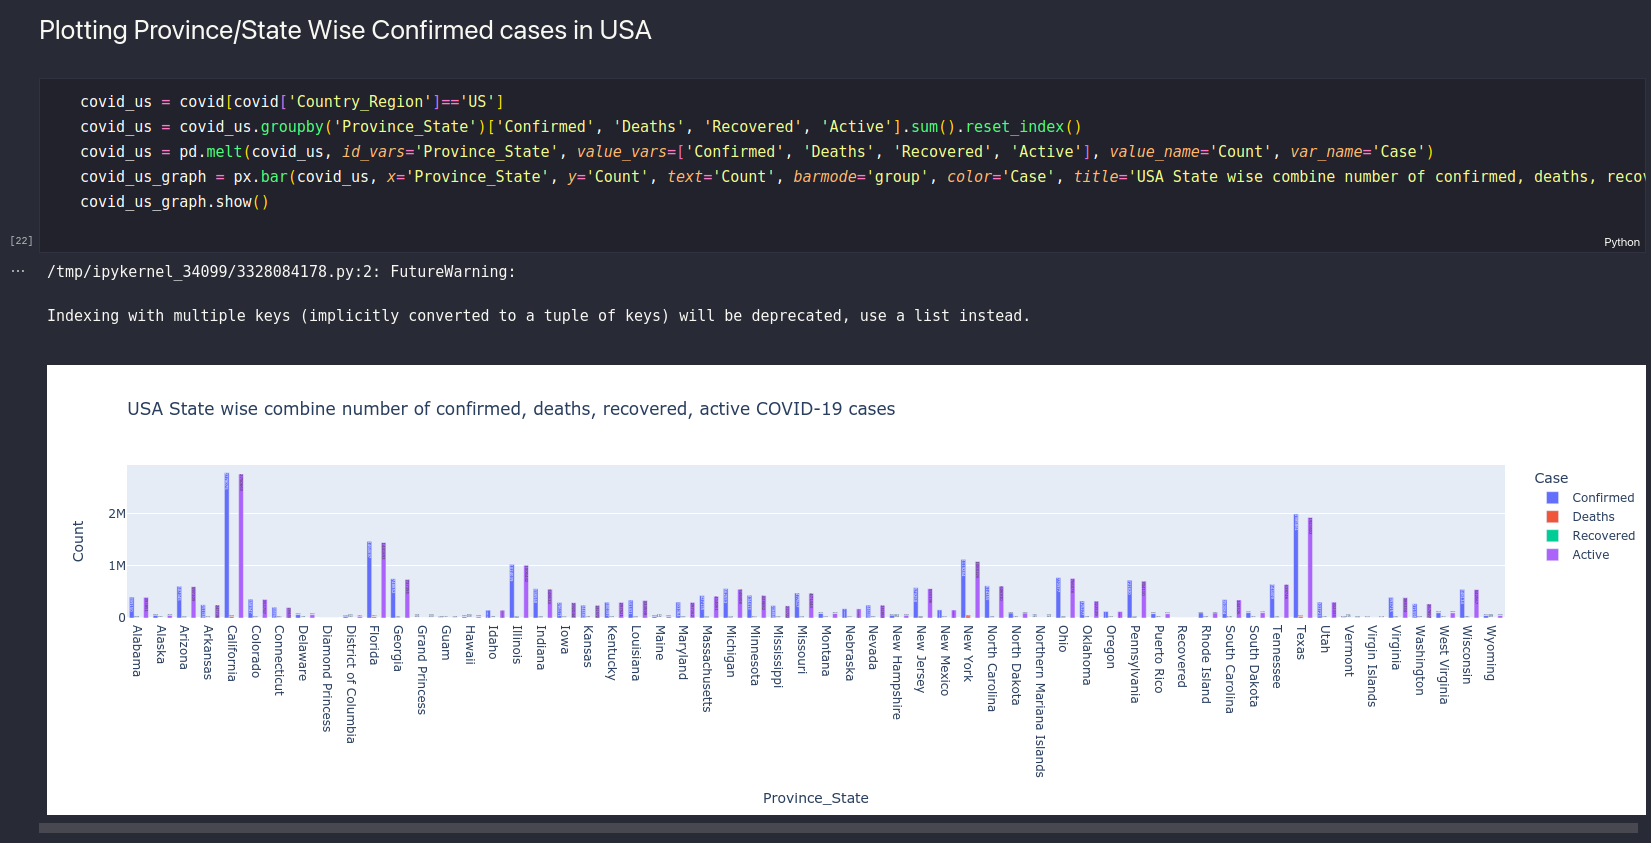 Plotting Province/State Wise Confirmed cases in USA
covid_us = covid[covid['Country_Region']=='US']
covid_us = covid_us.groupby('Province_State')['Confirmed', 'Deaths', 'Recovered', 'Active'].sum().reset_index()
covid_us = pd.melt(covid_us, id_vars='Province_State', value_vars=['Confirmed', 'Deaths', 'Recovered', 'Active'], value_name='Count', var_name='Case')
covid_us_graph = px.bar(covid_us, x='Province_State', y='Count', text='Count', barmode='group', color='Case', title='USA State wise combine number of confirmed, deaths, recov
covid_us_graph.show()
[22]
Python
...
/tmp/ipykernel_34099/3328084178.py:2: FutureWarning:
Indexing with multiple keys (implicitly converted to a tuple of keys) will be deprecated, use a list instead.
USA State wise combine number of confirmed, deaths, recovered, active COVID-19 cases
Case
Confirmed
Deaths
Recovered
Active
Count
2M
1M
0
Alabama
Alaska
Arizona
Arkansas
California
Colorado
Connecticut
Delaware
Diamond Princess
District of Columbia
Florida
Georgia
Grand Princess
Guam
Hawaii
Idaho
Illinois
Indiana
Iowa
Kansas
Kentucky
Louisiana
Maine
Maryland
Massachusetts
Michigan
Minnesota
Mississippi
Missouri
Montana
Nebraska
Nevada
New Hampshire
New Jersey
New Mexico
New York
North Carolina
North Dakota
Northern Mariana Islands
Ohio
Oklahoma
Oregon
Pennsylvania
Puerto Rico
Recovered
Rhode Island
South Carolina
South Dakota
Tennessee
Texas
Utah
Vermont
Virgin Islands
Virginia
Washington
West Virginia
Wisconsin
Wyoming
Province_State